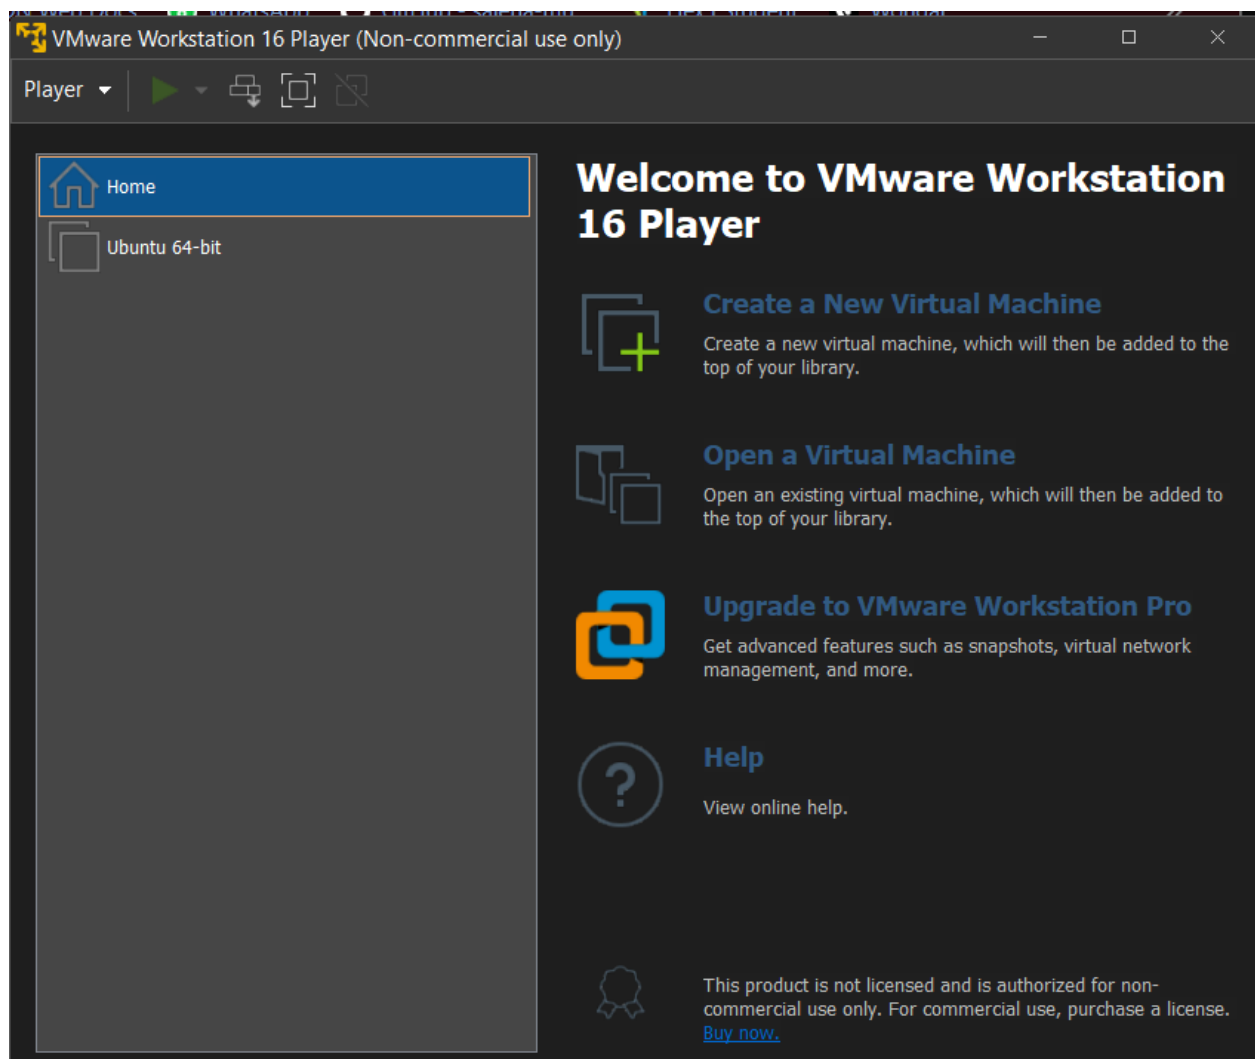 WhatsApp
VMware Workstation 16 Player (Non-commercial use only)
Player
Home
Ubuntu 64-bit
Welcome to VMware Workstation
16 Player
Create a New Virtual Machine
Create a new virtual machine, which will then be added to the
top of your library.
Open a Virtual Machine
Open an existing virtual machine, which will then be added to
the top of your library.
Upgrade to VMware Workstation Pro
Get advanced features such as snapshots, virtual network
management, and more.
Help
View online help.
This product is not licensed and is authorized for non-
commercial use only. For commercial use, purchase a license.
Buy now.